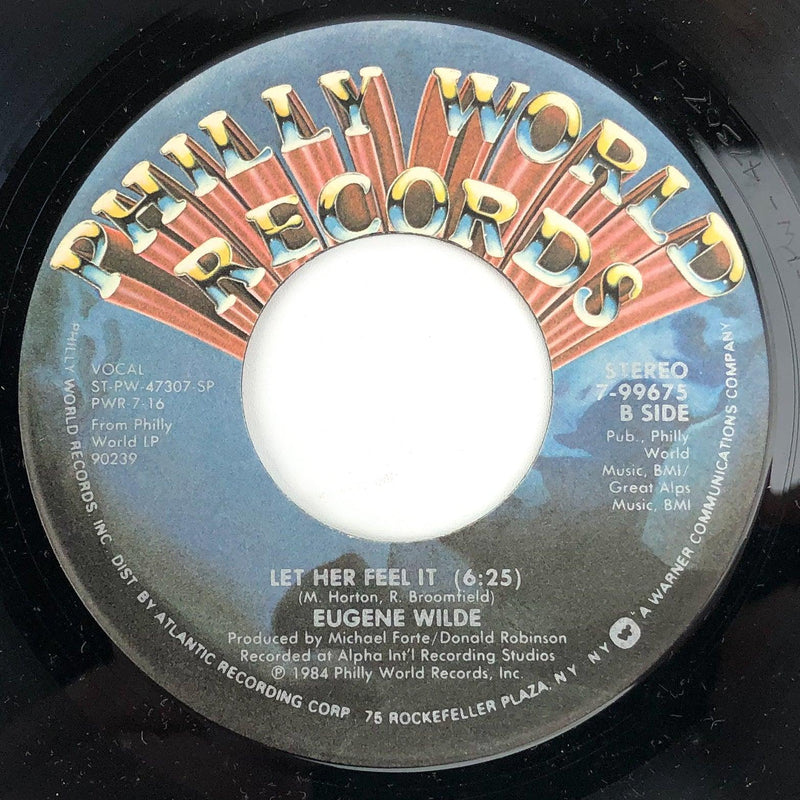 PHILLY WORLD
RECORDS
VOCAL
ST-PW-47307-SP
PWR-7-16
From Philly
World LP
90239
STEREO
7-99675
B SIDE
Pub., Philly
World
Music, BMI/
Great Alps
Music, BMI
LET HER FEEL IT (6:25)
(M. Horton, R. Broomfield)
EUGENE WILDE
Produced by Michael Forte/Donald Robinson
Recorded at Alpha Int'l Recording Studios
℗ 1984 Philly World Records, Inc.
PHILLY WORLD RECORDS, INC. DIST BY ATLANTIC RECORDING CORP. 75 ROCKEFELLER PLAZA, NY NY A WARNER COMMUNICATIONS COMPANY